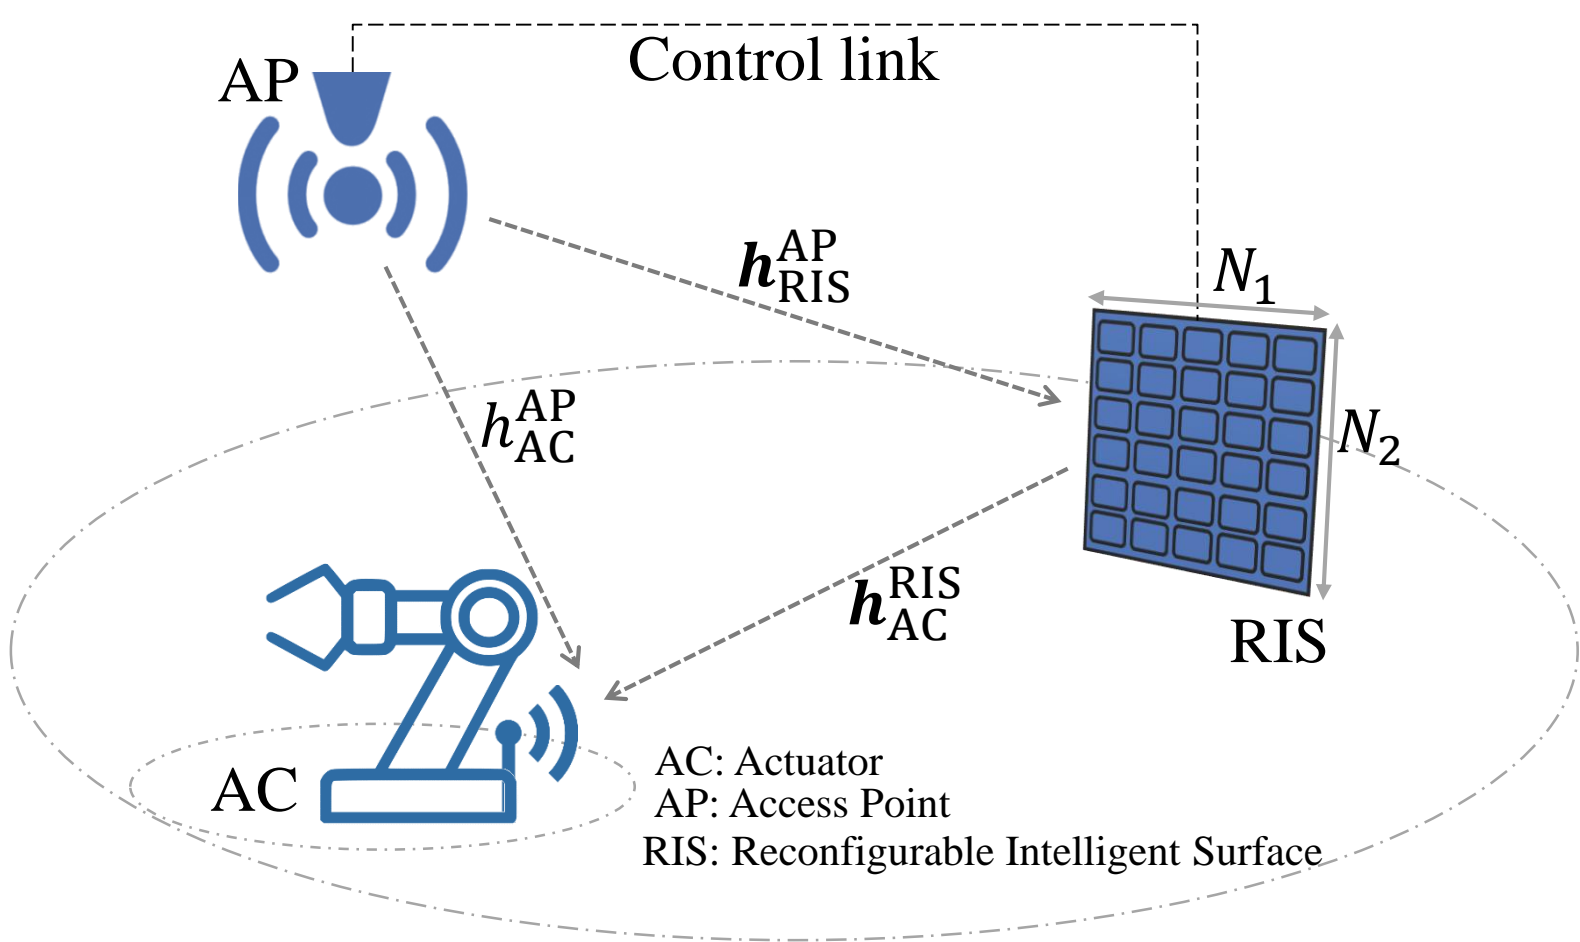 Control link
AP
h^AP_RIS
N_1
h^AP_AC
N_2
h^RIS_AC
RIS
AC
AC: Actuator
AP: Access Point
RIS: Reconfigurable Intelligent Surface